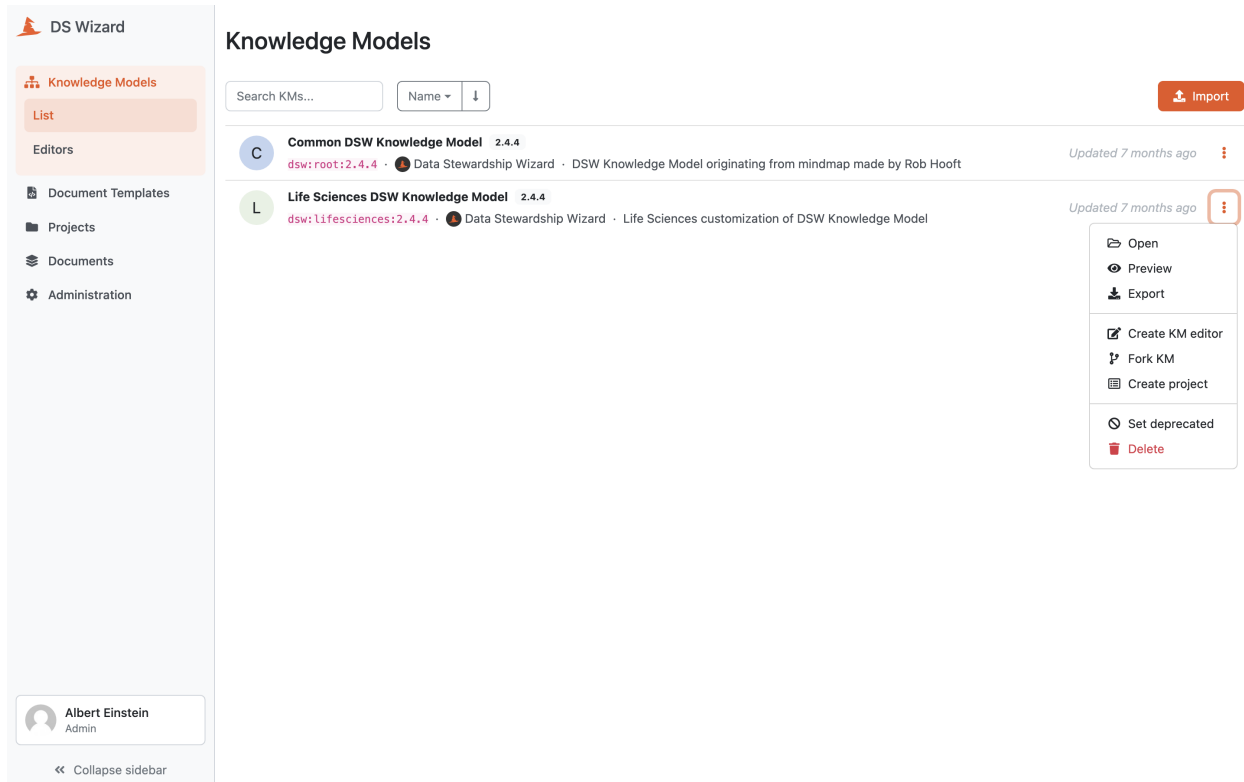 DS Wizard
Knowledge Models
List
Editors
Document Templates
Projects
Documents
Administration
Albert Einstein
Admin
Collapse sidebar
Knowledge Models
Search KMs...
Name
Import
C
Common DSW Knowledge Model 2.4.4
dsw:root:2.4.4 · Data Stewardship Wizard · DSW Knowledge Model originating from mindmap made by Rob Hooft
Updated 7 months ago
L
Life Sciences DSW Knowledge Model 2.4.4
dsw:lifesciences:2.4.4 · Data Stewardship Wizard · Life Sciences customization of DSW Knowledge Model
Updated 7 months ago
Open
Preview
Export
Create KM editor
Fork KM
Create project
Set deprecated
Delete